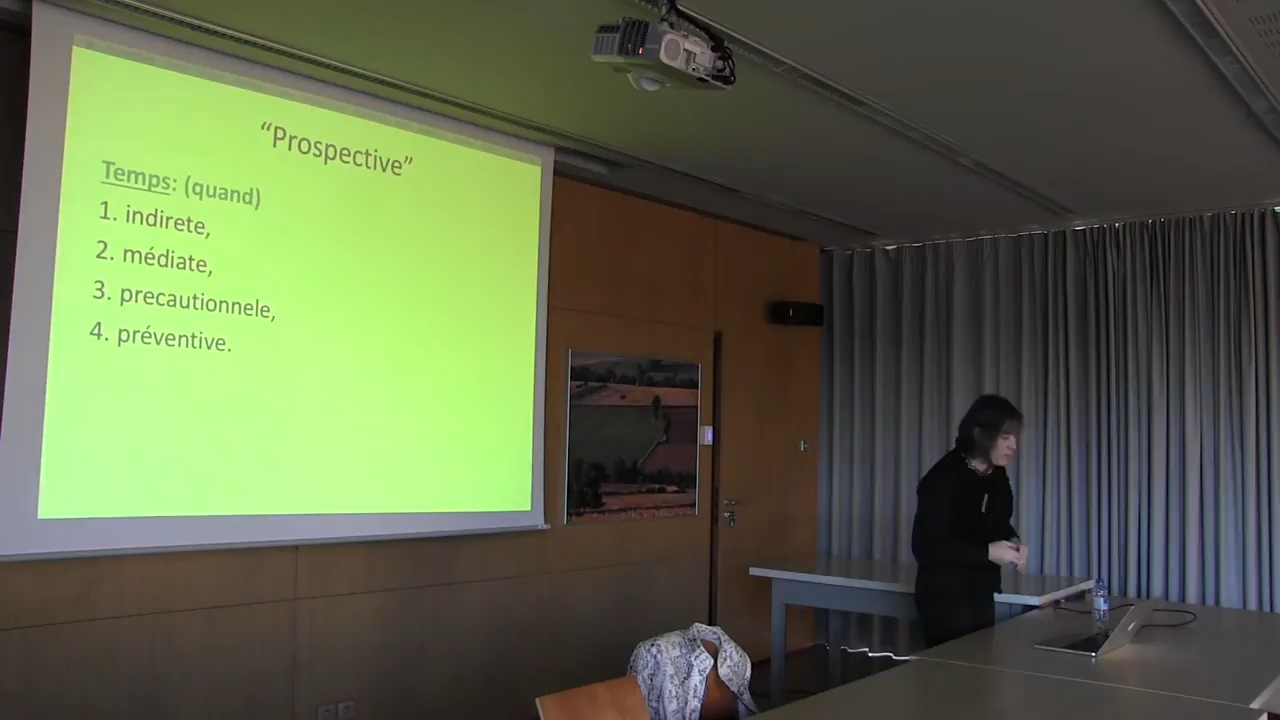 “Prospective”
Temps: (quand)
1. indirete,
2. médiate,
3. precautionnele,
4. préventive.